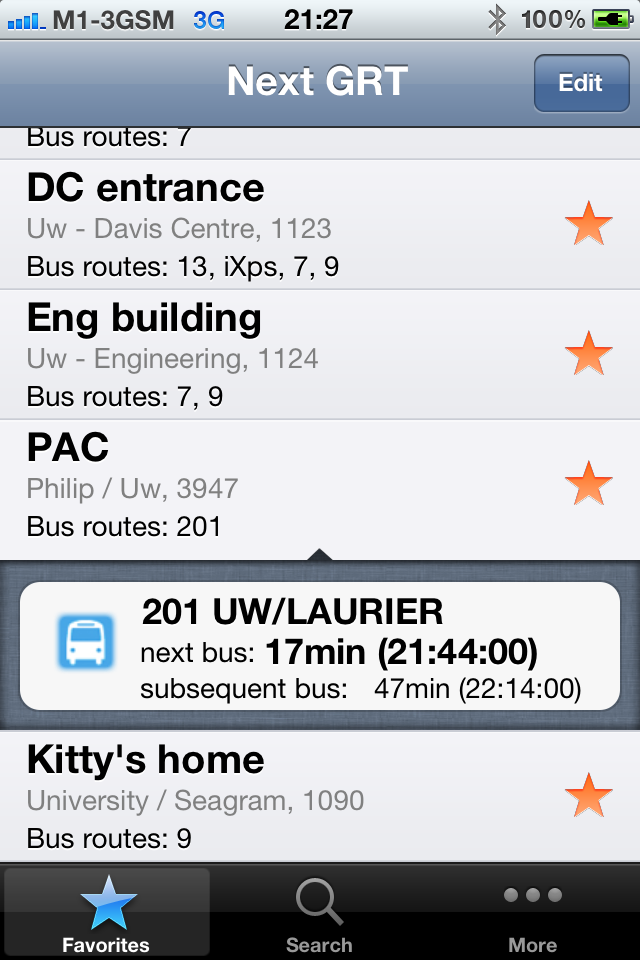 M1-3GSM 3G 21:27 100%
Next GRT
Edit
Bus routes: 7
DC entrance
Uw - Davis Centre, 1123
Bus routes: 13, iXps, 7, 9
Eng building
Uw - Engineering, 1124
Bus routes: 7, 9
PAC
Philip / Uw, 3947
Bus routes: 201
201 UW/LAURIER
next bus: 17min (21:44:00)
subsequent bus: 47min (22:14:00)
Kitty's home
University / Seagram, 1090
Bus routes: 9
Favorites Search More